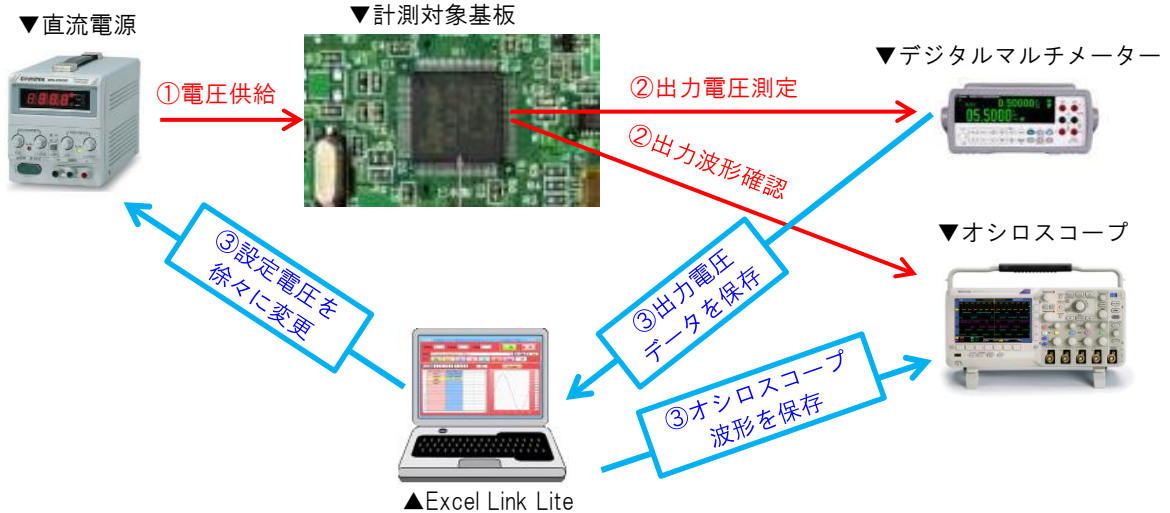 ▼直流電源
▼計測対象基板
▼デジタルマルチメーター
①電圧供給
②出力電圧測定
②出力波形確認
0.50000
05.5000
▼オシロスコープ
③設定電圧を
徐々に変更
③出力電圧
データを保存
③オシロスコープ
波形を保存
▲Excel Link Lite